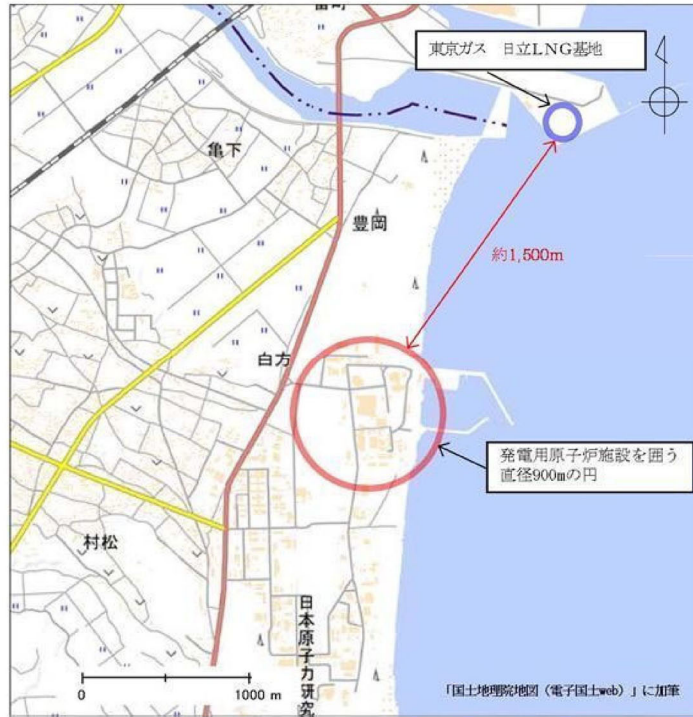 東京ガス 日立LNG基地
亀下
豊岡
約1,500m
白方
発電用原子炉施設を囲う
直径900mの円
村松
日本原子力研究
0 1000 m
「国土地理院地図（電子国土web）」に加筆